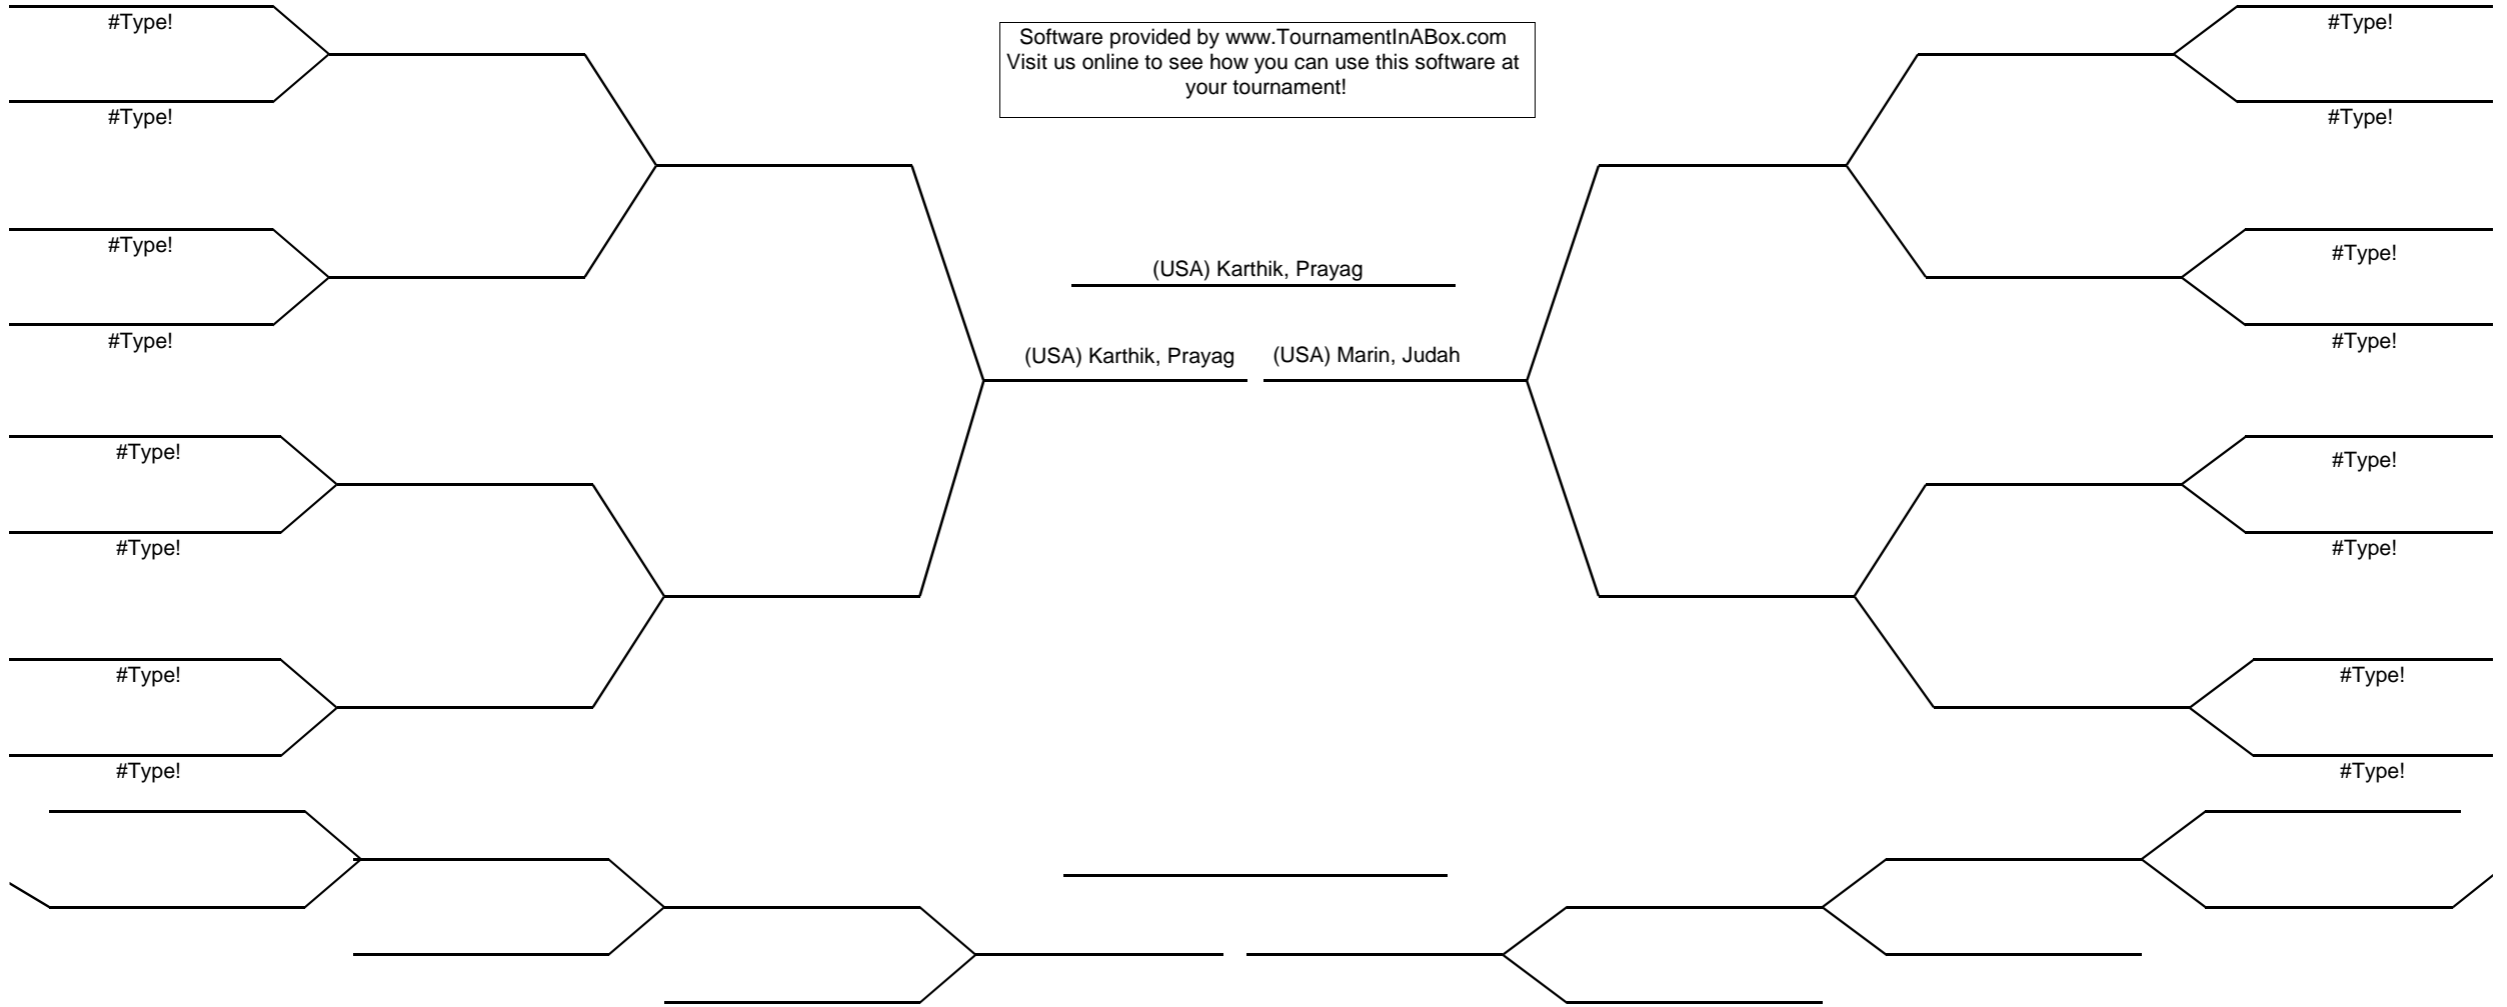 #Type!
#Type!
Software provided by www.TournamentInABox.com
Visit us online to see how you can use this software at
your tournament!
#Type!
#Type!
#Type!
#Type!
(USA) Karthik, Prayag
#Type!
#Type!
(USA) Karthik, Prayag
(USA) Marin, Judah
#Type!
#Type!
#Type!
#Type!
#Type!
#Type!
#Type!
#Type!
#Type!